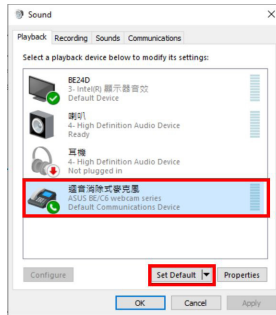 Sound
Playback Recording Sounds Communications
Select a playback device below to modify its settings:
BE24D
3- Intel(R) 顯示器音效
Default Device
喇叭
4- High Definition Audio Device
Ready
耳機
4- High Definition Audio Device
Not plugged in
迴音消除式麥克風
ASUS BE/C6 webcam series
Default Communications Device
Configure Set Default Properties
OK Cancel Apply